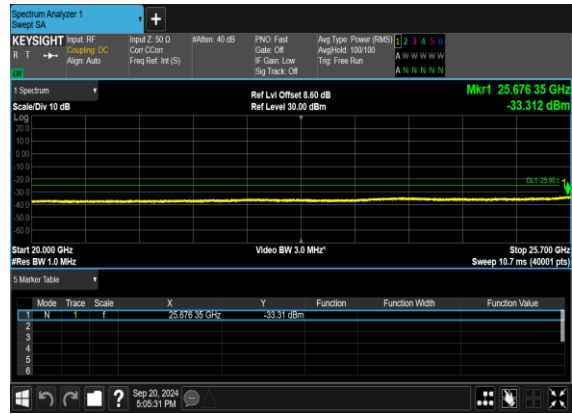 Spectrum Analyzer 1
Swept SA
KEYSIGHT
R T
Input: RF
Coupling: DC
Align: Auto
Input Z: 50 Ω
Corr CCorr
Freq Ref: Int (S)
#Atten: 40 dB
PNO: Fast
Gate: Off
IF Gain: Low
Sig Track: Off
Avg Type: Power (RMS)
Avg|Hold: 100/100
Trig: Free Run
1 2 3 4 5 6
A W W W W W
A N N N N N
1 Spectrum
Scale/Div 10 dB
Ref Lvl Offset 8.60 dB
Ref Level 30.00 dBm
Mkr1 25.676 35 GHz
-33.312 dBm
Log
20.0
10.0
0.00
-10.0
-20.0
-30.0
-40.0
-50.0
-60.0
1
Start 20.000 GHz
#Res BW 1.0 MHz
Video BW 3.0 MHz*
Stop 25.700 GHz
Sweep 10.7 ms (40001 pts)
5 Marker Table
Mode Trace Scale X Y Function Function Width Function Value
1 N 1 f 25.676 35 GHz -33.31 dBm
2
3
4
5
6
?
Sep 20, 2024
5:05:31 PM